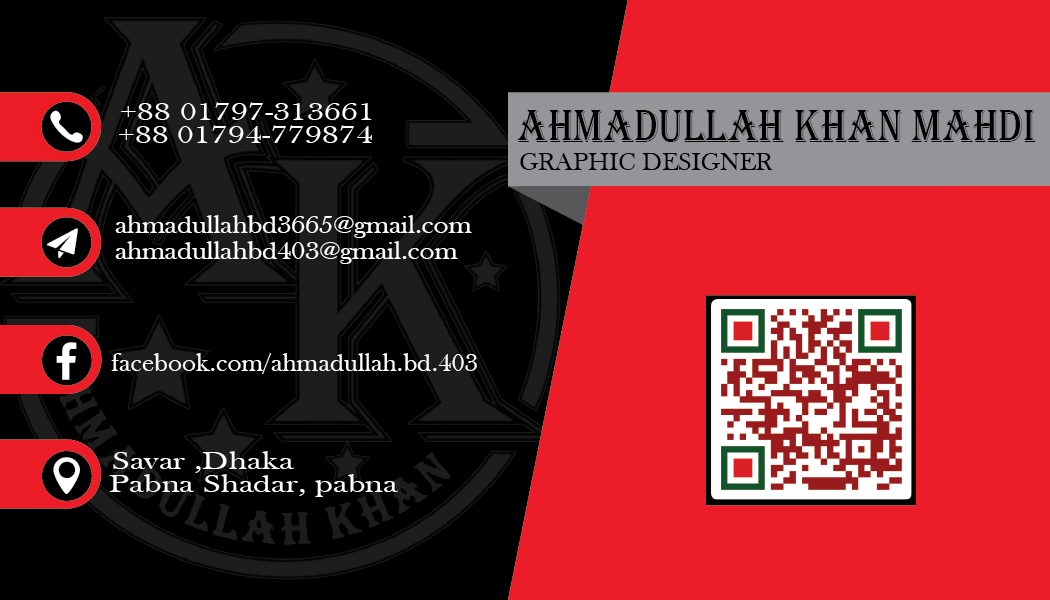 +88 01797-313661
+88 01794-779874
ahmadullahbd3665@gmail.com
ahmadullahbd403@gmail.com
facebook.com/ahmadullah.bd.403
Savar ,Dhaka
Pabna Shadar, pabna
AHMADULLAH KHAN MAHDI
GRAPHIC DESIGNER
AK
AHMADULLAH KHAN